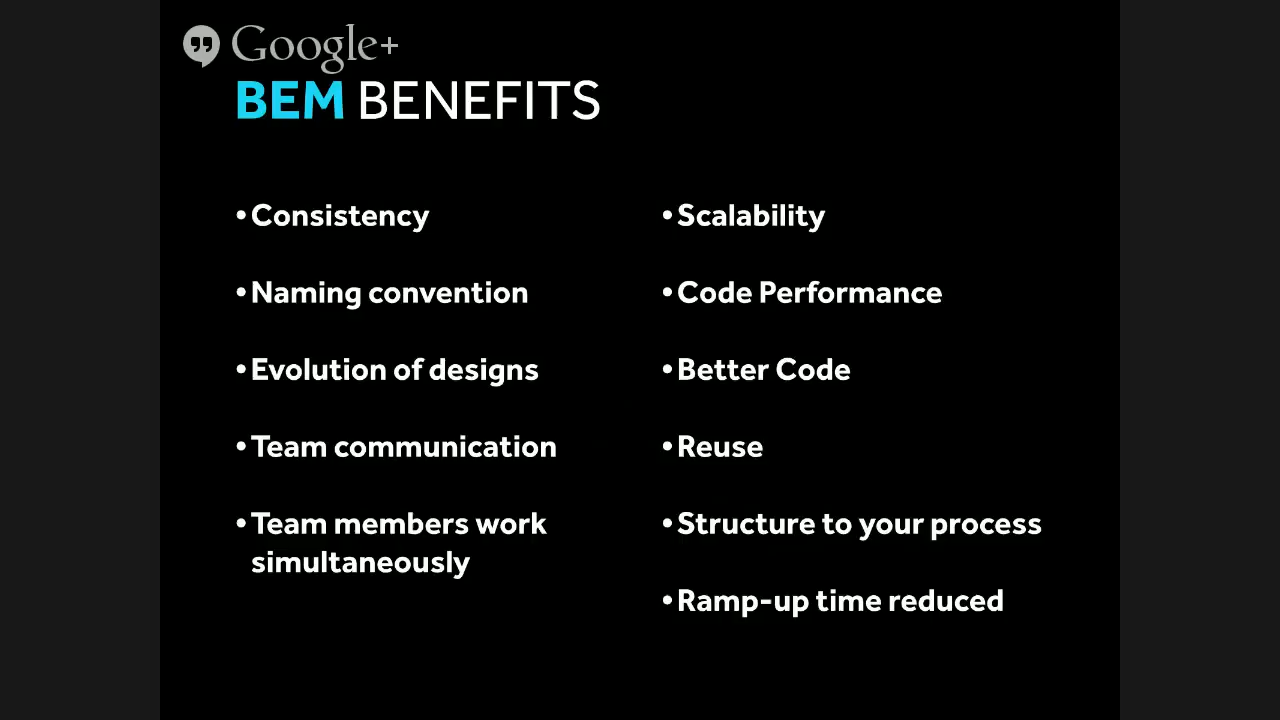 Google+
BEM BENEFITS
•Consistency
•Naming convention
•Evolution of designs
•Team communication
•Team members work
simultaneously
•Scalability
•Code Performance
•Better Code
•Reuse
•Structure to your process
•Ramp-up time reduced